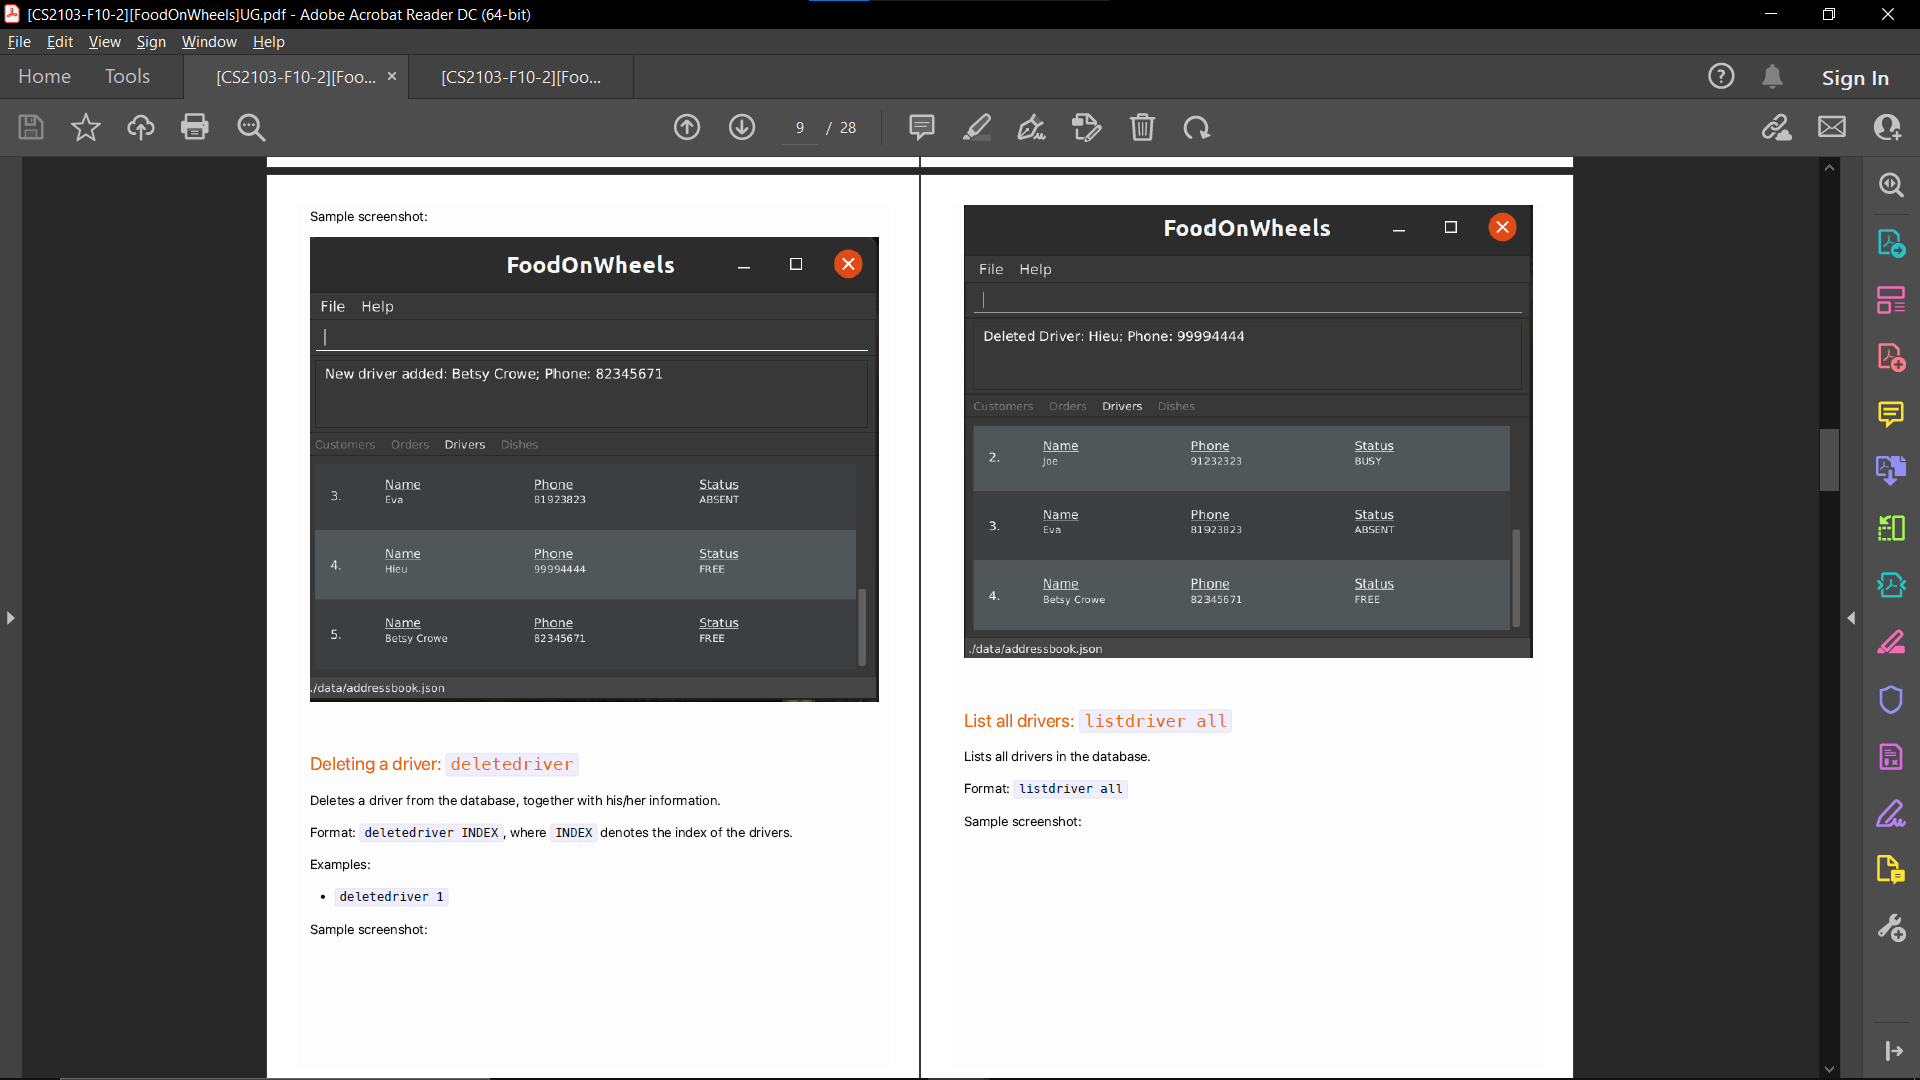 [CS2103-F10-2][FoodOnWheels]UG.pdf - Adobe Acrobat Reader DC (64-bit)
File Edit View Sign Window Help
Home Tools [CS2103-F10-2][Foo... × [CS2103-F10-2][Foo... Sign In
9 / 28
Sample screenshot:
FoodOnWheels
File Help
New driver added: Betsy Crowe; Phone: 82345671
Customers Orders Drivers Dishes
3. Name Phone Status
Eva 81923823 ABSENT
4. Name Phone Status
Hieu 99994444 FREE
5. Name Phone Status
Betsy Crowe 82345671 FREE
./data/addressbook.json
Deleting a driver: deletedriver
Deletes a driver from the database, together with his/her information.
Format: deletedriver INDEX, where INDEX denotes the index of the drivers.
Examples:
• deletedriver 1
Sample screenshot:
FoodOnWheels
File Help
Deleted Driver: Hieu; Phone: 99994444
Customers Orders Drivers Dishes
2. Name Phone Status
Joe 91232323 BUSY
3. Name Phone Status
Eva 81923823 ABSENT
4. Name Phone Status
Betsy Crowe 82345671 FREE
./data/addressbook.json
List all drivers: listdriver all
Lists all drivers in the database.
Format: listdriver all
Sample screenshot: